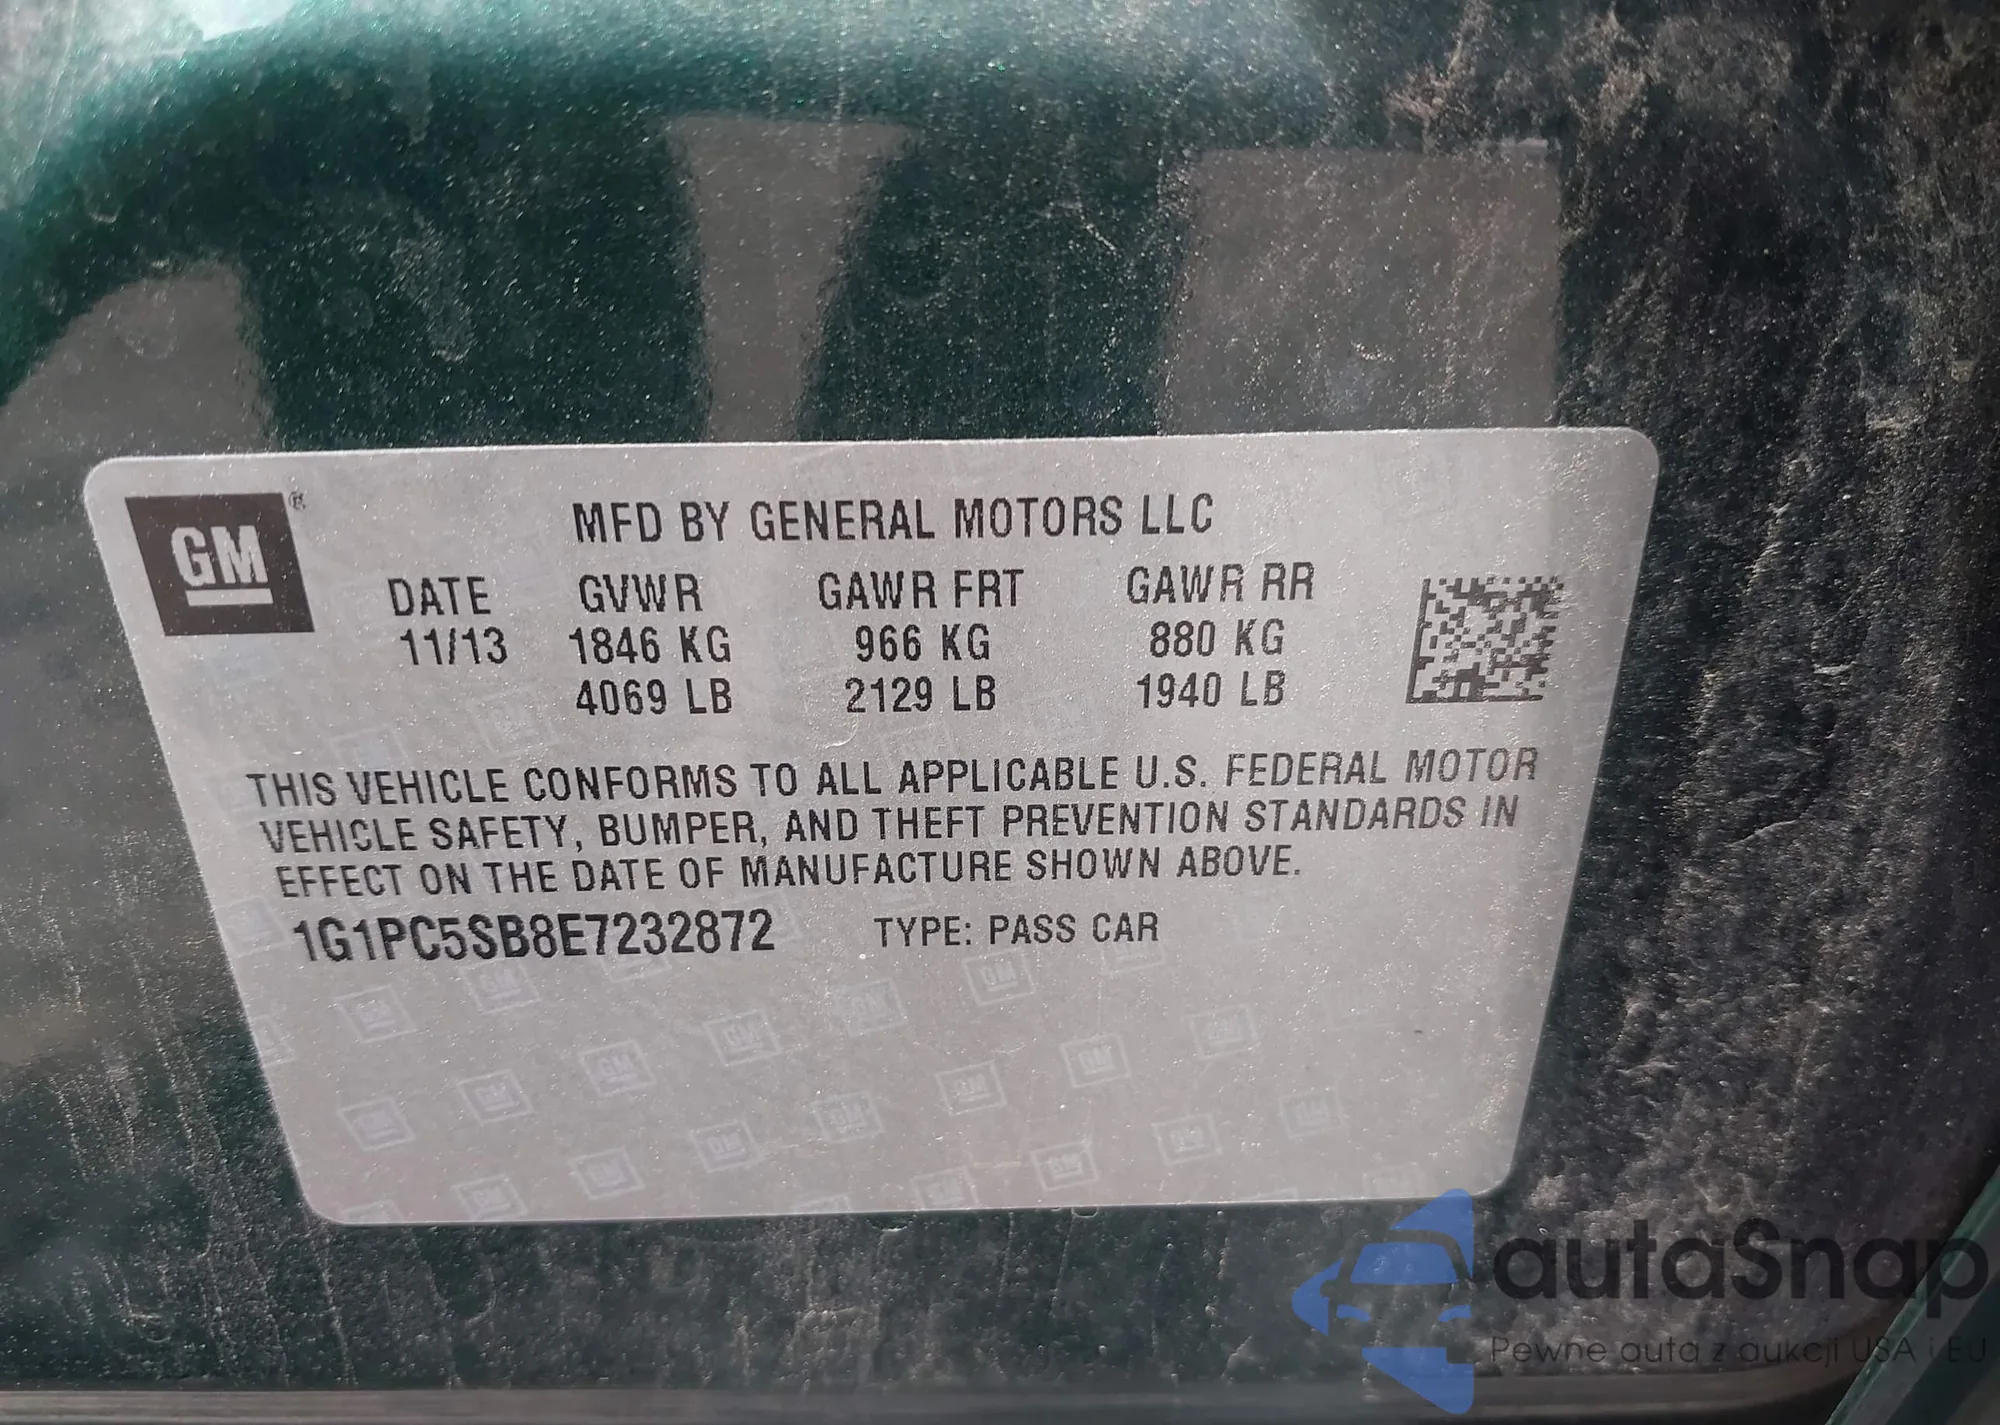 GM®
MFD BY GENERAL MOTORS LLC
DATE GVWR GAWR FRT GAWR RR
11/13 1846 KG 966 KG 880 KG
4069 LB 2129 LB 1940 LB
THIS VEHICLE CONFORMS TO ALL APPLICABLE U.S. FEDERAL MOTOR
VEHICLE SAFETY, BUMPER, AND THEFT PREVENTION STANDARDS IN
EFFECT ON THE DATE OF MANUFACTURE SHOWN ABOVE.
1G1PC5SB8E7232872 TYPE: PASS CAR
autaSnap
Pewne auta z aukcji USA i EU